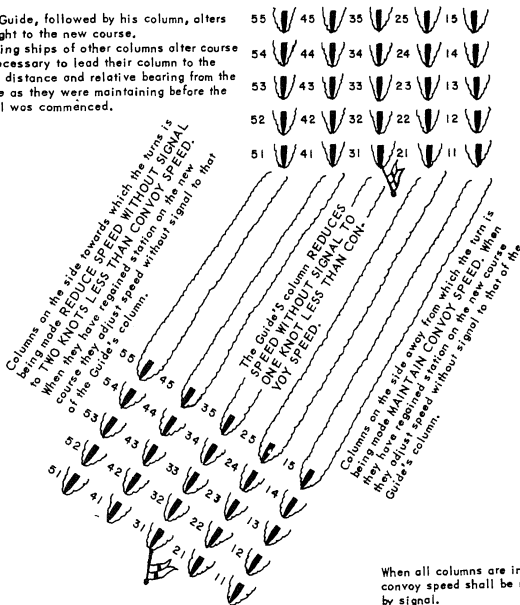 Guide, followed by his column, alters
ght to the new course.
ing ships of other columns alter course
ecessary to lead their column to the
distance and relative bearing from the
e as they were maintaining before the
l was commenced.
55 45 35 25 15
54 44 34 24 14
53 43 33 23 13
52 42 32 22 12
51 41 31 21 11
Columns on the side towards which the turns is
being made REDUCE SPEED WITHOUT SIGNAL
to TWO KNOTS LESS THAN CONVOY SPEED.
When they have regained station on the new
course they adjust speed without signal to that
of the Guide's column.
The Guide's column REDUCES
SPEED WITHOUT SIGNAL TO
ONE KNOT LESS THAN CON-
VOY SPEED.
Columns on the side away from which the turn is
being made MAINTAIN CONVOY SPEED. When
they have regained station on the new course
they adjust speed without signal to that of the
Guide's column.
55 45 35 25 15
54 44 34 24 14
53 43 33 23 13
52 42 32 22 12
51 41 31 21 11
When all columns are in
convoy speed shall be
by signal.